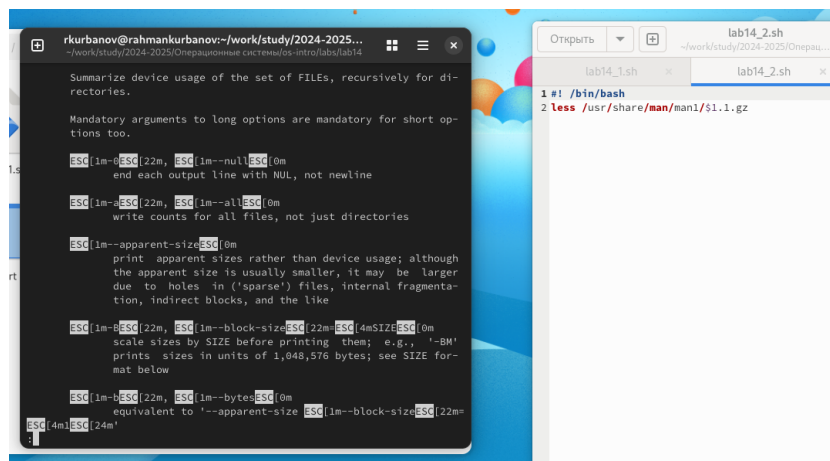 rkurbanov@rahmankurbanov:~/work/study/2024-2025...
~/work/study/2024-2025/Операционные системы/os-intro/labs/lab14
Summarize device usage of the set of FILEs, recursively for di-
rectories.
Mandatory arguments to long options are mandatory for short op-
tions too.
ESC[1m-0ESC[22m, ESC[1m--nullESC[0m
end each output line with NUL, not newline
ESC[1m-aESC[22m, ESC[1m--allESC[0m
write counts for all files, not just directories
ESC[1m--apparent-sizeESC[0m
print apparent sizes rather than device usage; although
the apparent size is usually smaller, it may be larger
due to holes in ('sparse') files, internal fragmenta-
tion, indirect blocks, and the like
ESC[1m-BESC[22m, ESC[1m--block-sizeESC[22m=ESC[4mSIZEESC[0m
scale sizes by SIZE before printing them; e.g., '-BM'
prints sizes in units of 1,048,576 bytes; see SIZE for-
mat below
ESC[1m-bESC[22m, ESC[1m--bytesESC[0m
equivalent to '--apparent-size ESC[1m--block-sizeESC[22m=
ESC[4m1ESC[24m'
:
Открыть
lab14_2.sh
~/work/study/2024-2025/Операц...
lab14_1.sh
lab14_2.sh
1 #! /bin/bash
2 less /usr/share/man/man1/$1.1.gz
1.s
rt